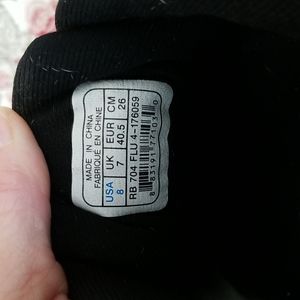 MADE IN CHINA
FABRIQUÉ EN CHINE
USA UK EUR CM
8 7 40.5 26
RB 704 FLU 4-176059